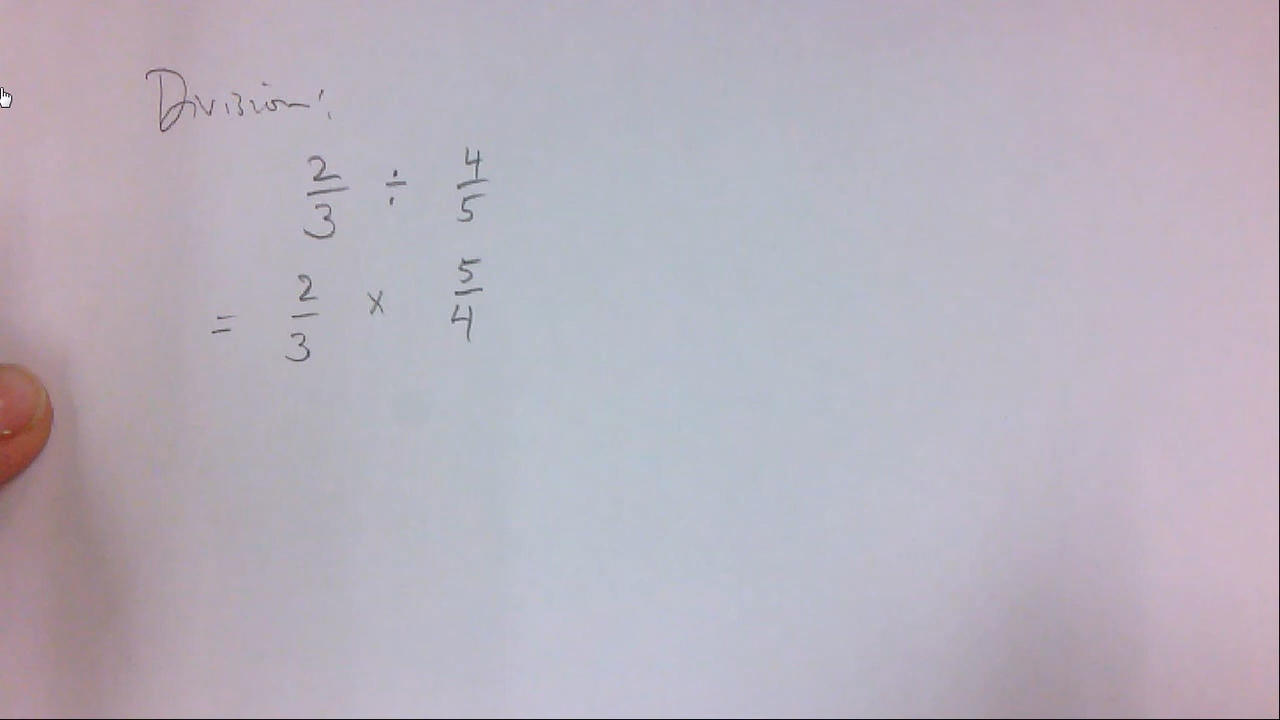 Division:
2/3 ÷ 4/5
= 2/3 × 5/4